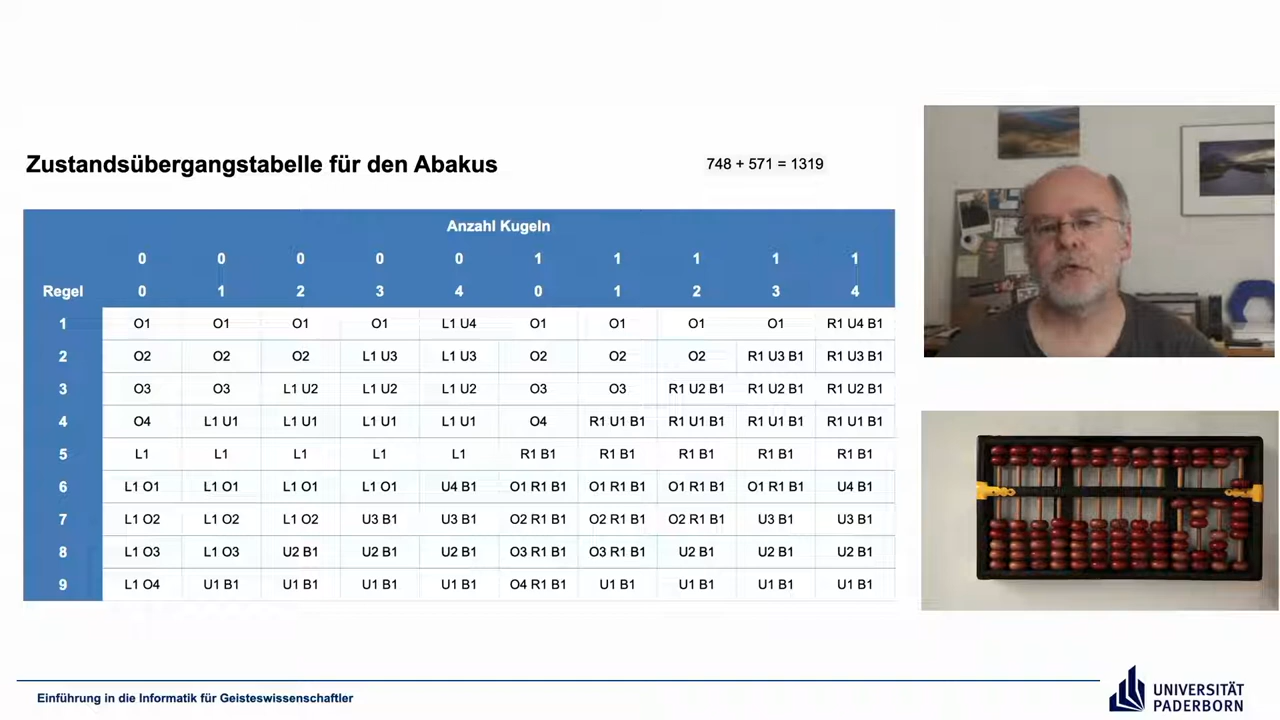 Zustandsübergangstabelle für den Abakus
748 + 571 = 1319
Anzahl Kugeln
0 0 0 0 0 1 1 1 1 1
Regel 0 1 2 3 4 0 1 2 3 4
1 O1 O1 O1 O1 L1 U4 O1 O1 O1 O1 R1 U4 B1
2 O2 O2 O2 L1 U3 L1 U3 O2 O2 O2 R1 U3 B1 R1 U3 B1
3 O3 O3 L1 U2 L1 U2 L1 U2 O3 O3 R1 U2 B1 R1 U2 B1 R1 U2 B1
4 O4 L1 U1 L1 U1 L1 U1 L1 U1 O4 R1 U1 B1 R1 U1 B1 R1 U1 B1 R1 U1 B1
5 L1 L1 L1 L1 L1 R1 B1 R1 B1 R1 B1 R1 B1 R1 B1
6 L1 O1 L1 O1 L1 O1 L1 O1 U4 B1 O1 R1 B1 O1 R1 B1 O1 R1 B1 O1 R1 B1 U4 B1
7 L1 O2 L1 O2 L1 O2 U3 B1 U3 B1 O2 R1 B1 O2 R1 B1 O2 R1 B1 U3 B1 U3 B1
8 L1 O3 L1 O3 U2 B1 U2 B1 U2 B1 O3 R1 B1 O3 R1 B1 U2 B1 U2 B1 U2 B1
9 L1 O4 U1 B1 U1 B1 U1 B1 U1 B1 O4 R1 B1 U1 B1 U1 B1 U1 B1 U1 B1
Einführung in die Informatik für Geisteswissenschaftler
UNIVERSITÄT
PADERBORN